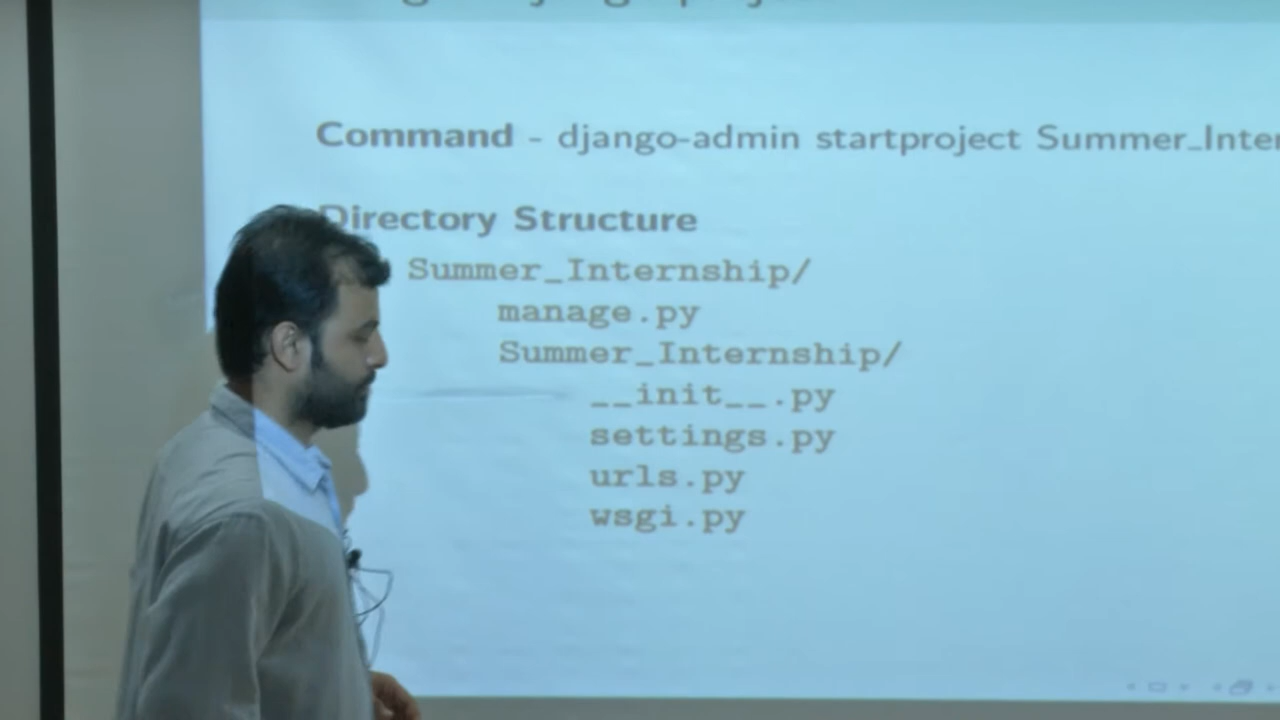 Command - django-admin startproject Summer_Inter
Directory Structure
Summer_Internship/
manage.py
Summer_Internship/
__init__.py
settings.py
urls.py
wsgi.py